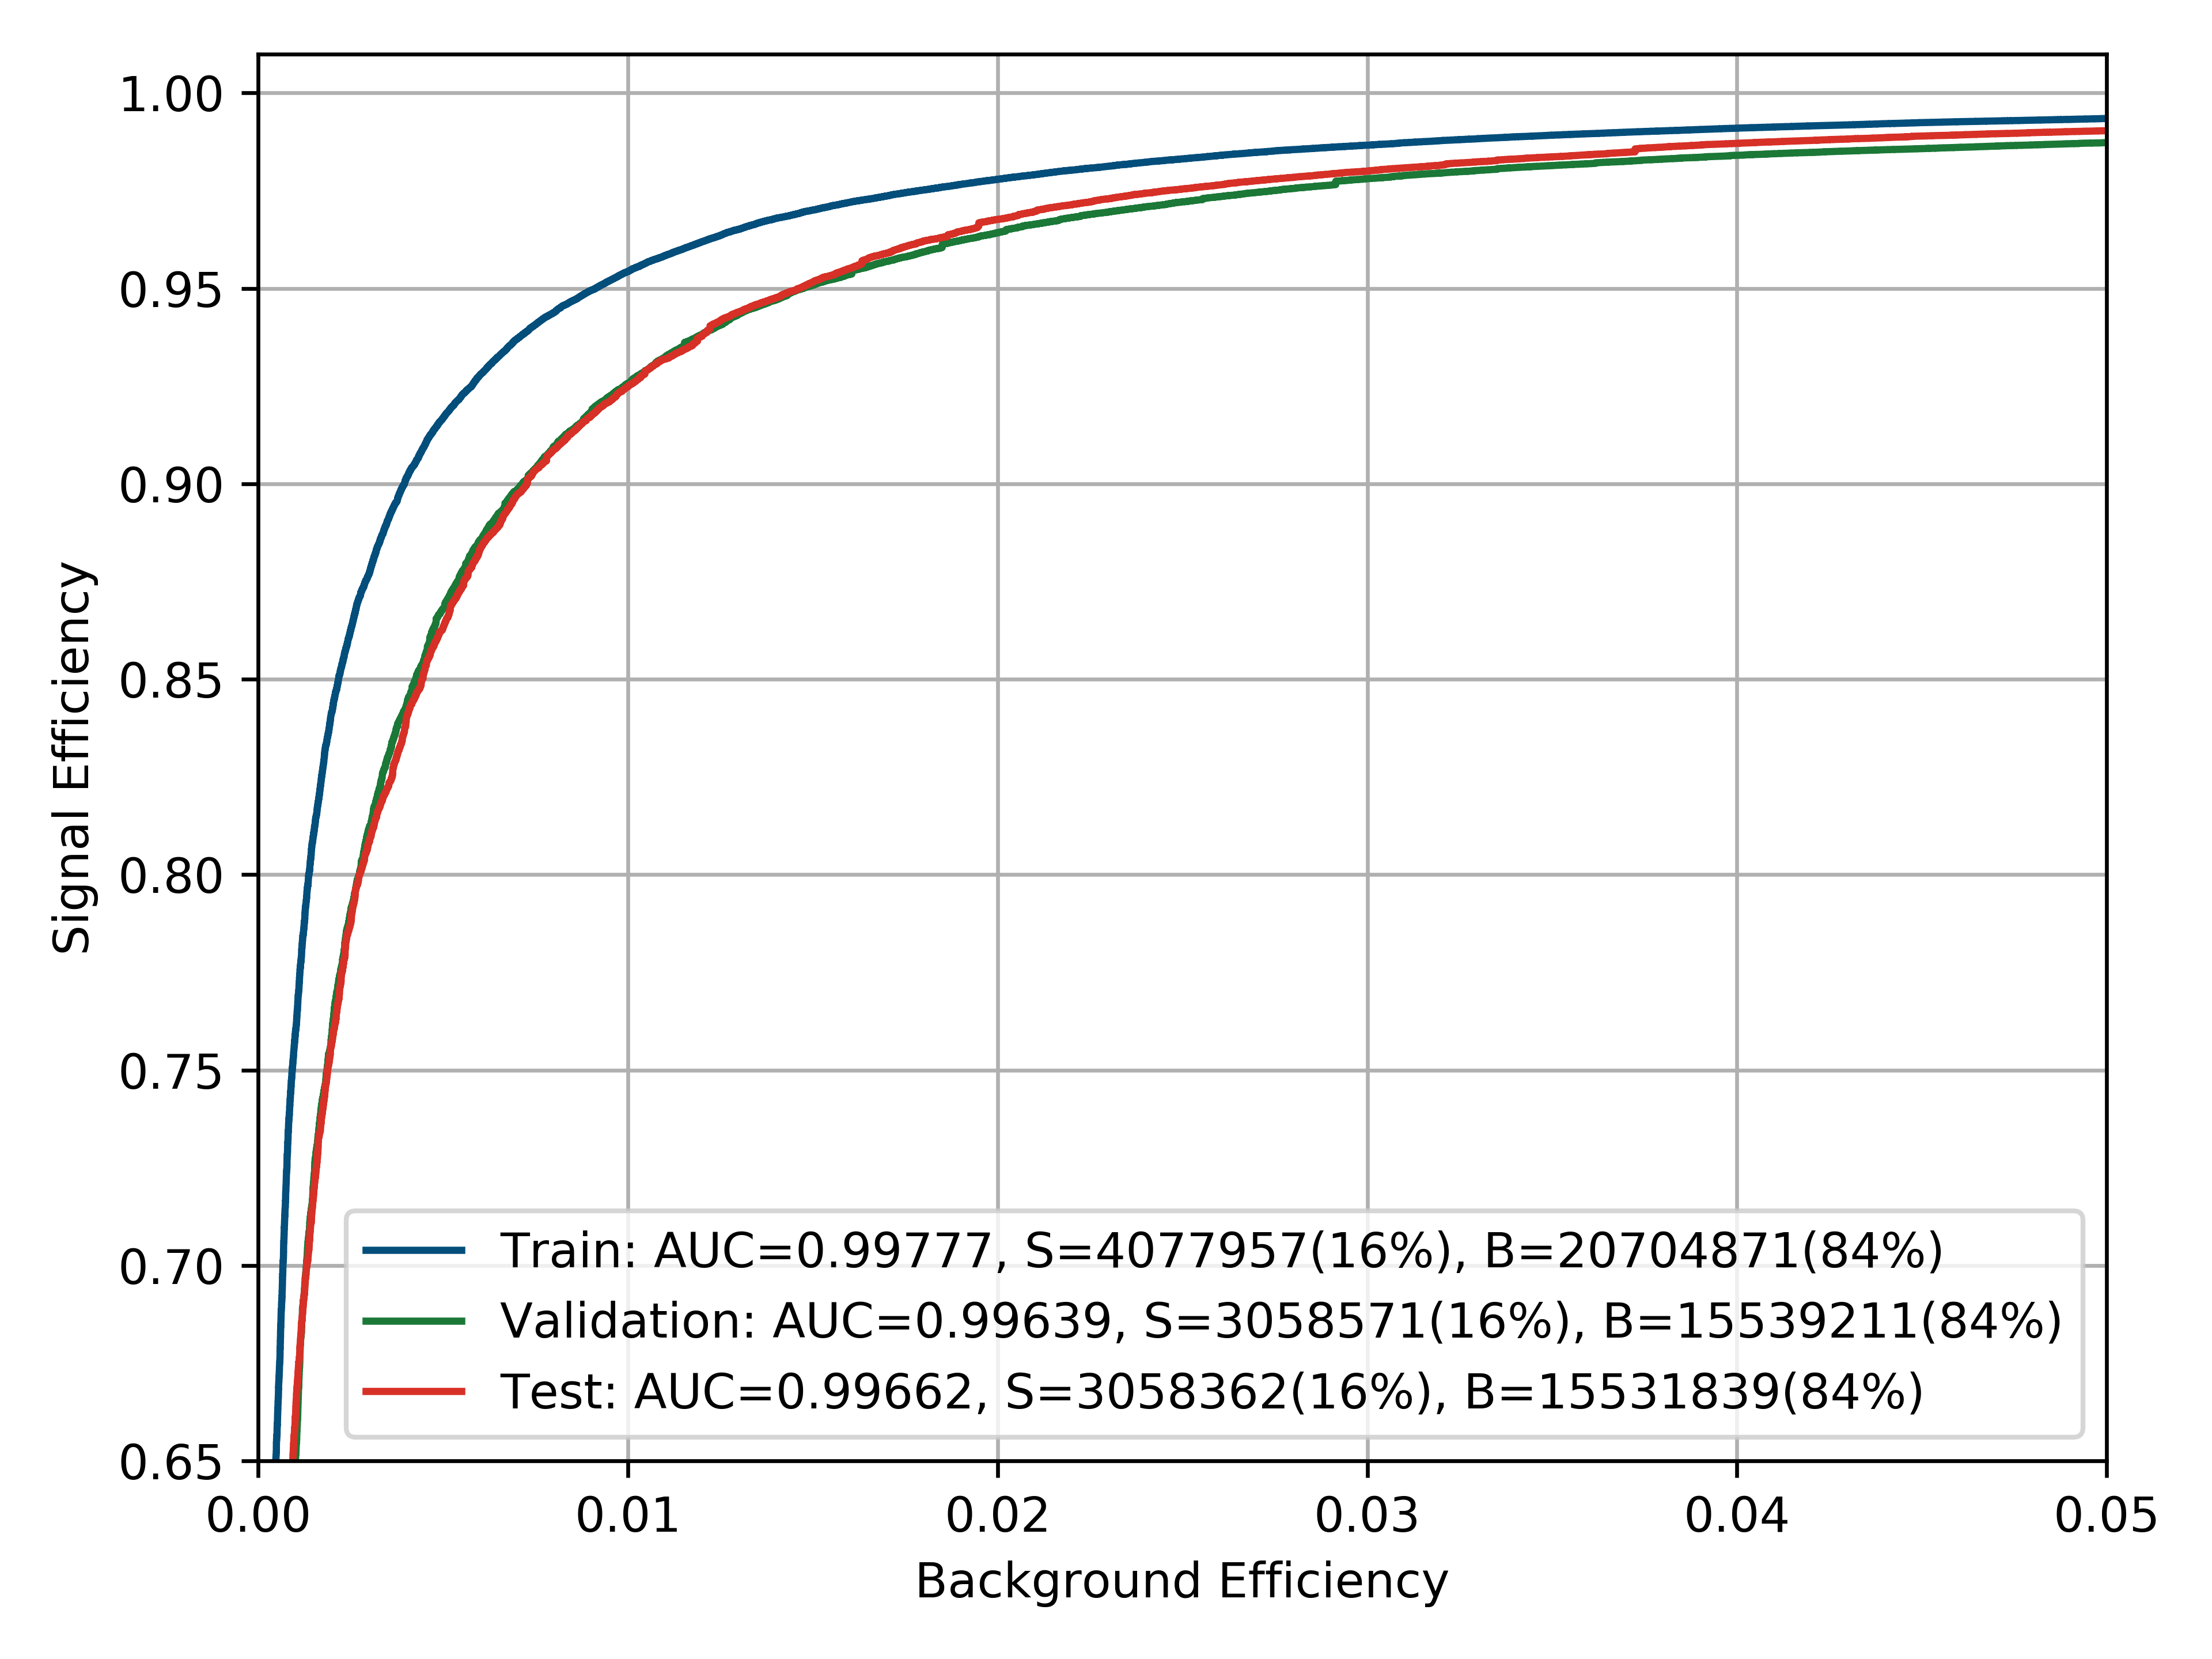 1.00
0.95
0.90
0.85
0.80
0.75
0.70
0.65
Signal Efficiency
Train: AUC=0.99777, S=4077957(16%), B=20704871(84%)
Validation: AUC=0.99639, S=3058571(16%), B=15539211(84%)
Test: AUC=0.99662, S=3058362(16%), B=15531839(84%)
0.00 0.01 0.02 0.03 0.04 0.05
Background Efficiency